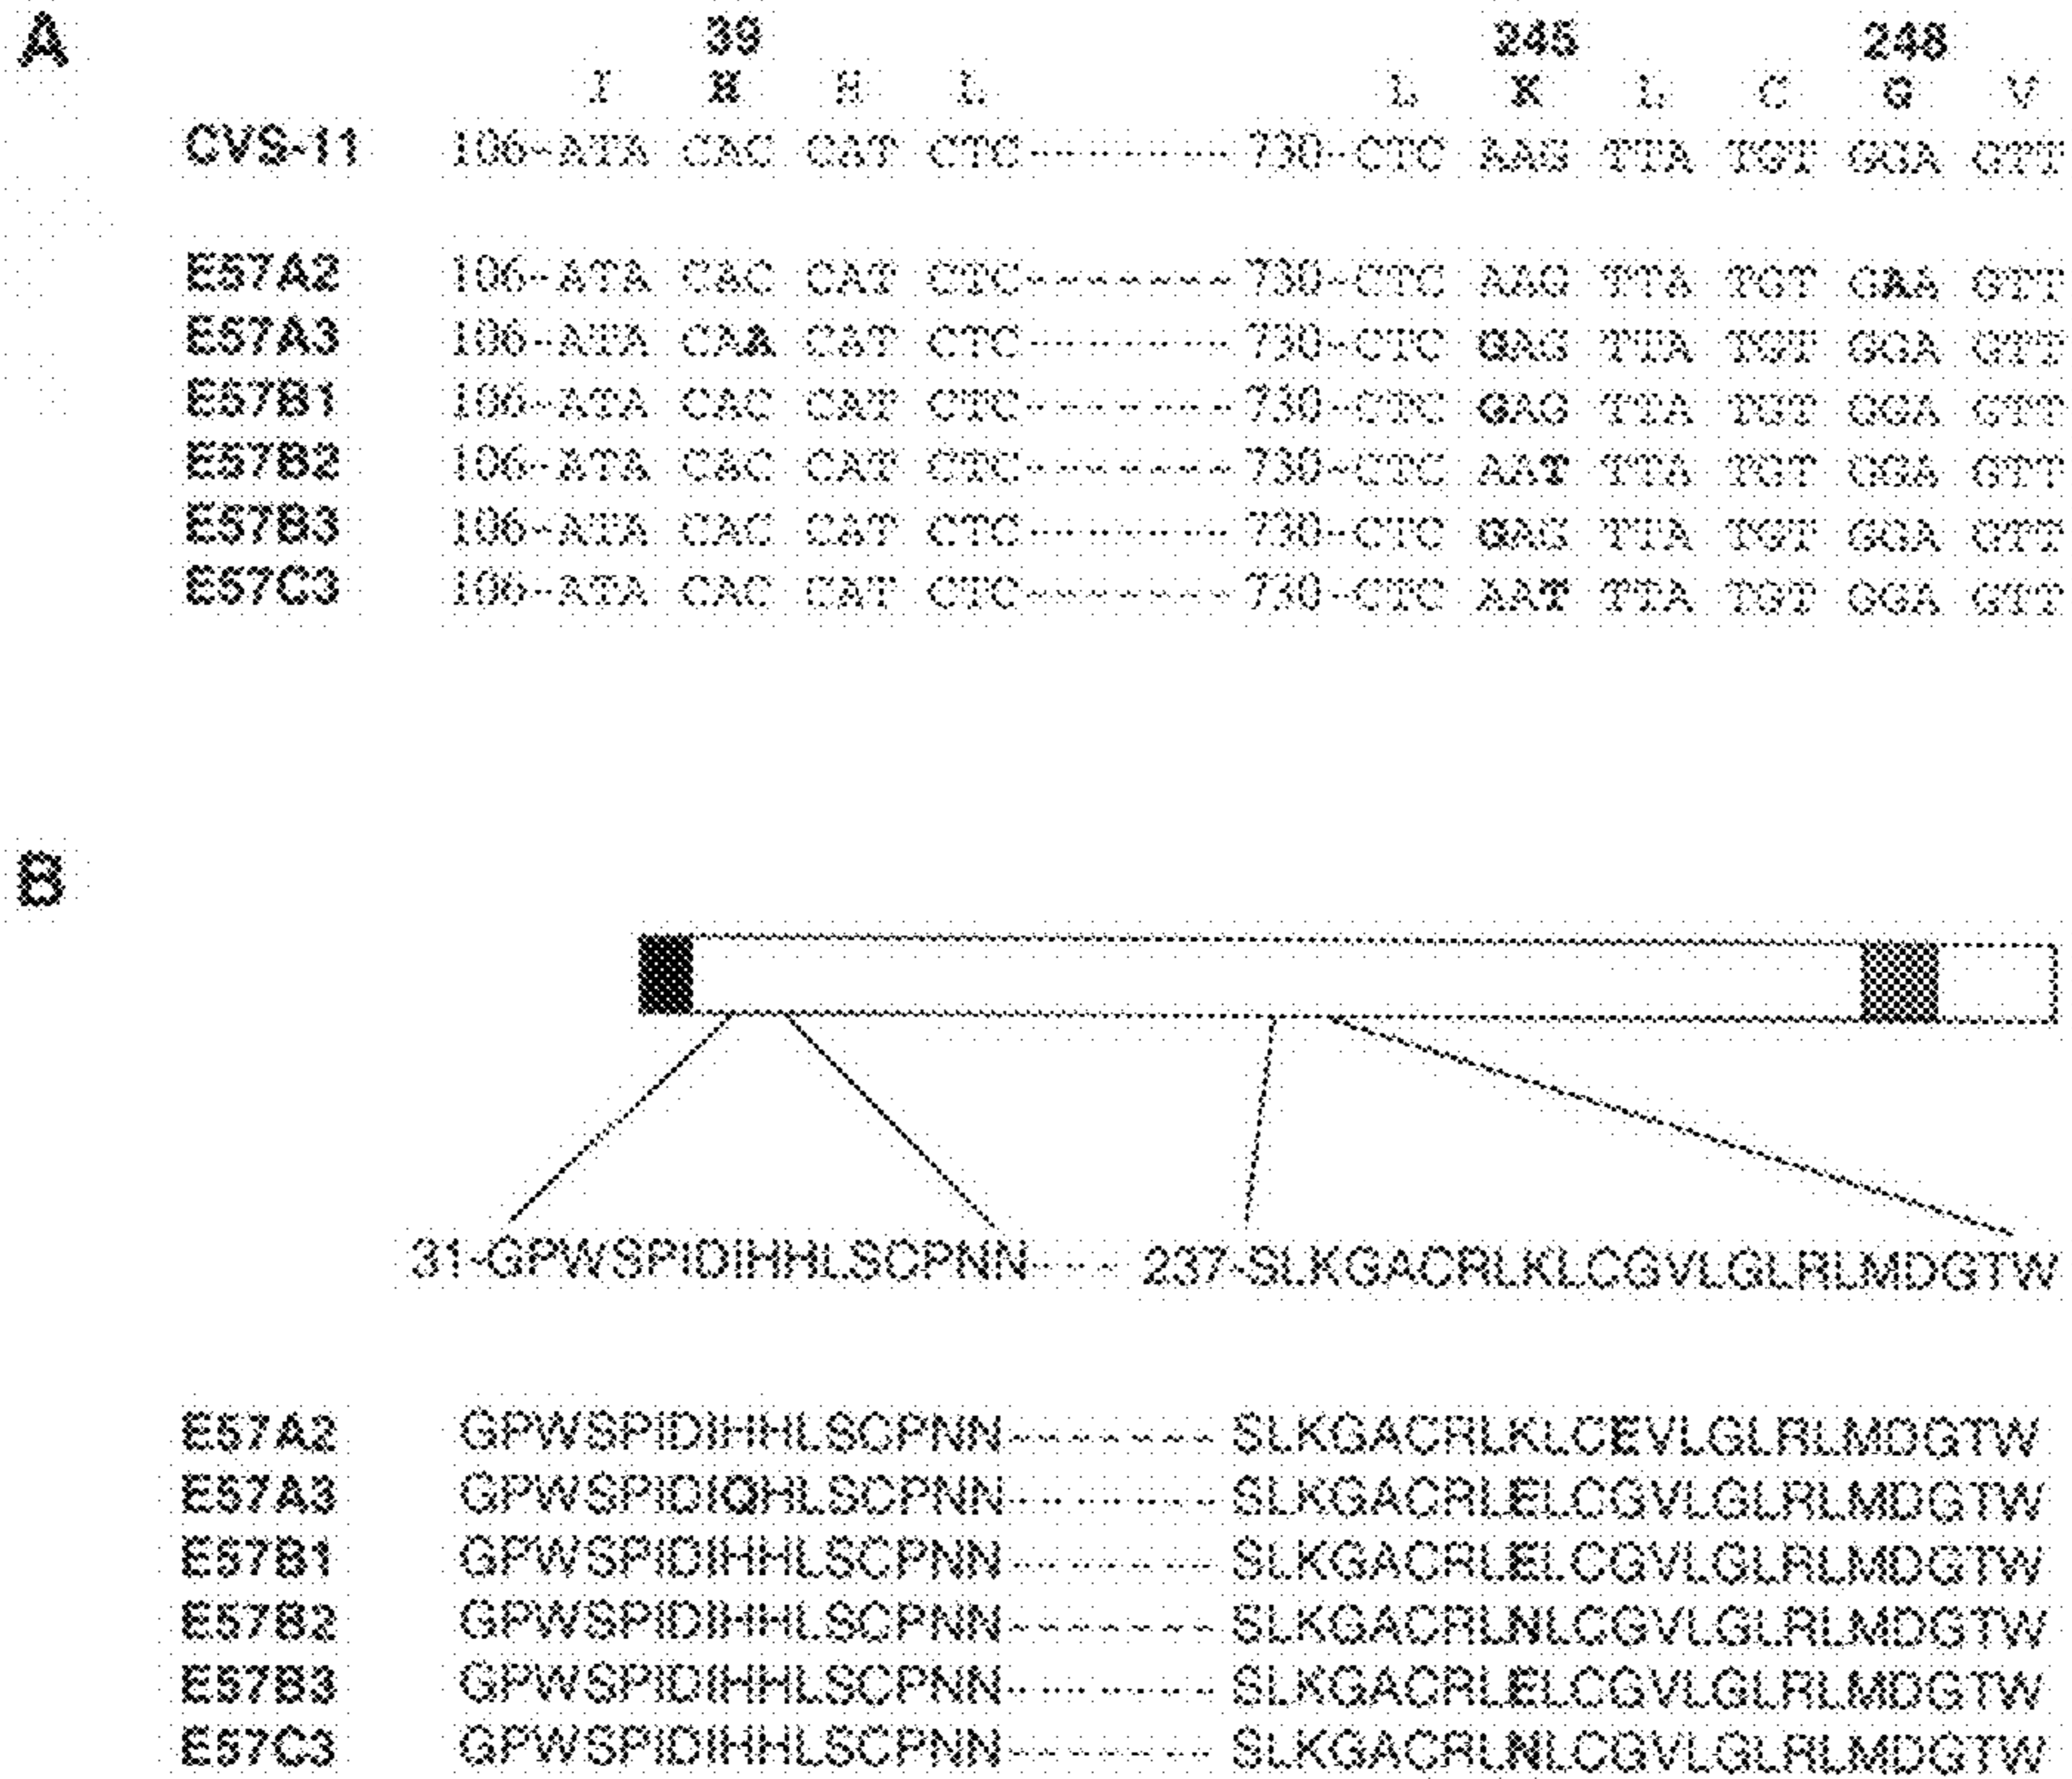 A
39 245 248
I H H L L K L C G V
CVS-11 106-ATA CAC CAT CTC---------730-CTC AAG TTA TGT GGA GTT
E57A2 106-ATA CAC CAT CTC---------730-CTC AAG TTA TGT GAA GTT
E57A3 106-ATA CAA CAT CTC---------730-CTC GAG TTA TGT GGA GTT
E57B1 106-ATA CAC CAT CTC---------730-CTC GAG TTA TGT GGA GTT
E57B2 106-ATA CAC CAT CTC---------730-CTC AAT TTA TGT GGA GTT
E57B3 106-ATA CAC CAT CTC---------730-CTC GAG TTA TGT GGA GTT
E57C3 106-ATA CAC CAT CTC---------730-CTC AAT TTA TGT GGA GTT
B
31-GPWSPIDIHHLSCPNN---- 237-SLKGACRLKLCGVLGLRLMDGTW
E57A2 GPWSPIDIHHLSCPNN---------SLKGACRLKLCEVLGLRLMDGTW
E57A3 GPWSPIDIQHLSCPNN---------SLKGACRLELCGVLGLRLMDGTW
E57B1 GPWSPIDIHHLSCPNN---------SLKGACRLELCGVLGLRLMDGTW
E57B2 GPWSPIDIHHLSCPNN---------SLKGACRLNLCGVLGLRLMDGTW
E57B3 GPWSPIDIHHLSCPNN---------SLKGACRLELCGVLGLRLMDGTW
E57C3 GPWSPIDIHHLSCPNN---------SLKGACRLNLCGVLGLRLMDGTW